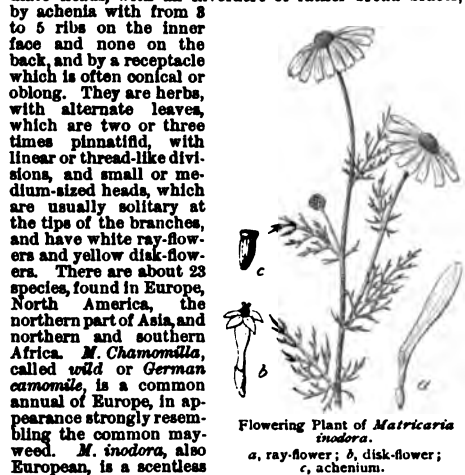 by achenia with from 3
to 5 ribs on the inner
face and none on the
back, and by a receptacle
which is often conical or
oblong. They are herbs,
with alternate leaves,
which are two or three
times pinnatifid, with
linear or thread-like divi-
sions, and small or me-
dium-sized heads, which
are usually solitary at
the tips of the branches,
and have white ray-flow-
ers and yellow disk-flow-
ers. There are about 23
species, found in Europe,
North America, the
northern part of Asia, and
northern and southern
Africa. M. Chamomilla,
called wild or German
camomile, is a common
annual of Europe, in ap-
pearance strongly resem-
bling the common may-
weed. M. inodora, also
European, is a scentless
c
b
a
Flowering Plant of Matricaria
inodora.
a, ray-flower; b, disk-flower;
c, achenium.